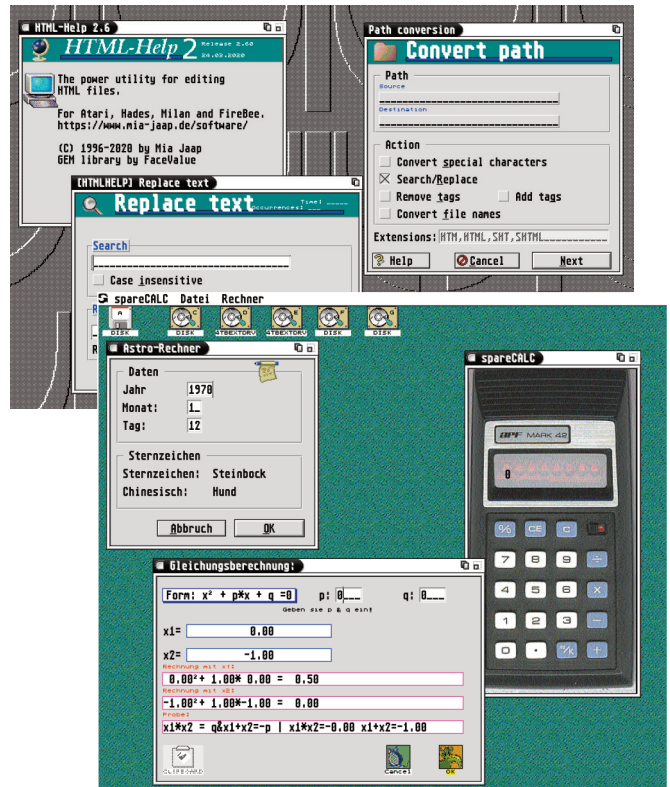 HTML-Help 2.6
HTML-Help 2 Release 2.60
24.09.2020
The power utility for editing
HTML files.
For Atari, Hades, Milan and FireBee.
https://www.mia-jaap.de/software/
(C) 1996-2020 by Mia Jaap
GEM library by FaceValue
Path conversion
Convert path
Path
Source
Destination
Action
Convert special characters
Search/Replace
Remove tags
Add tags
Convert file names
Extensions: HTM,HTML,SHT,SHTML
Help
Cancel
Next
[HTMLHELP] Replace text
Replace text
Time:
Occurrences:
Search
Case insensitive
R
R
spareCALC Datei Rechner
A
DISK
C
DISK
D
4TBEXTDRV
E
4TBEXTDRV
F
DISK
G
DISK
Astro-Rechner
Daten
Jahr 1970
Monat: 1
Tag: 12
Sternzeichen
Sternzeichen: Steinbock
Chinesisch: Hund
Abbruch
OK
spareCALC
APF MARK 42
0
% CE C
7 8 9 ÷
4 5 6 X
1 2 3 −
0 . %/K +
Gleichungsberechnung:
Form: x² + p*x + q =0
p: 0
q: 0
Geben sie p & q ein!
x1= 0.00
x2= -1.00
Rechnung mit x1:
0.00²+ 1.00* 0.00 = 0.50
Rechnung mit x2:
-1.00²+ 1.00*-1.00 = 0.00
Probe:
x1*x2 = q&x1+x2=-p | x1*x2=-0.00 x1+x2=-1.00
CLIPBOARD
Cancel
OK